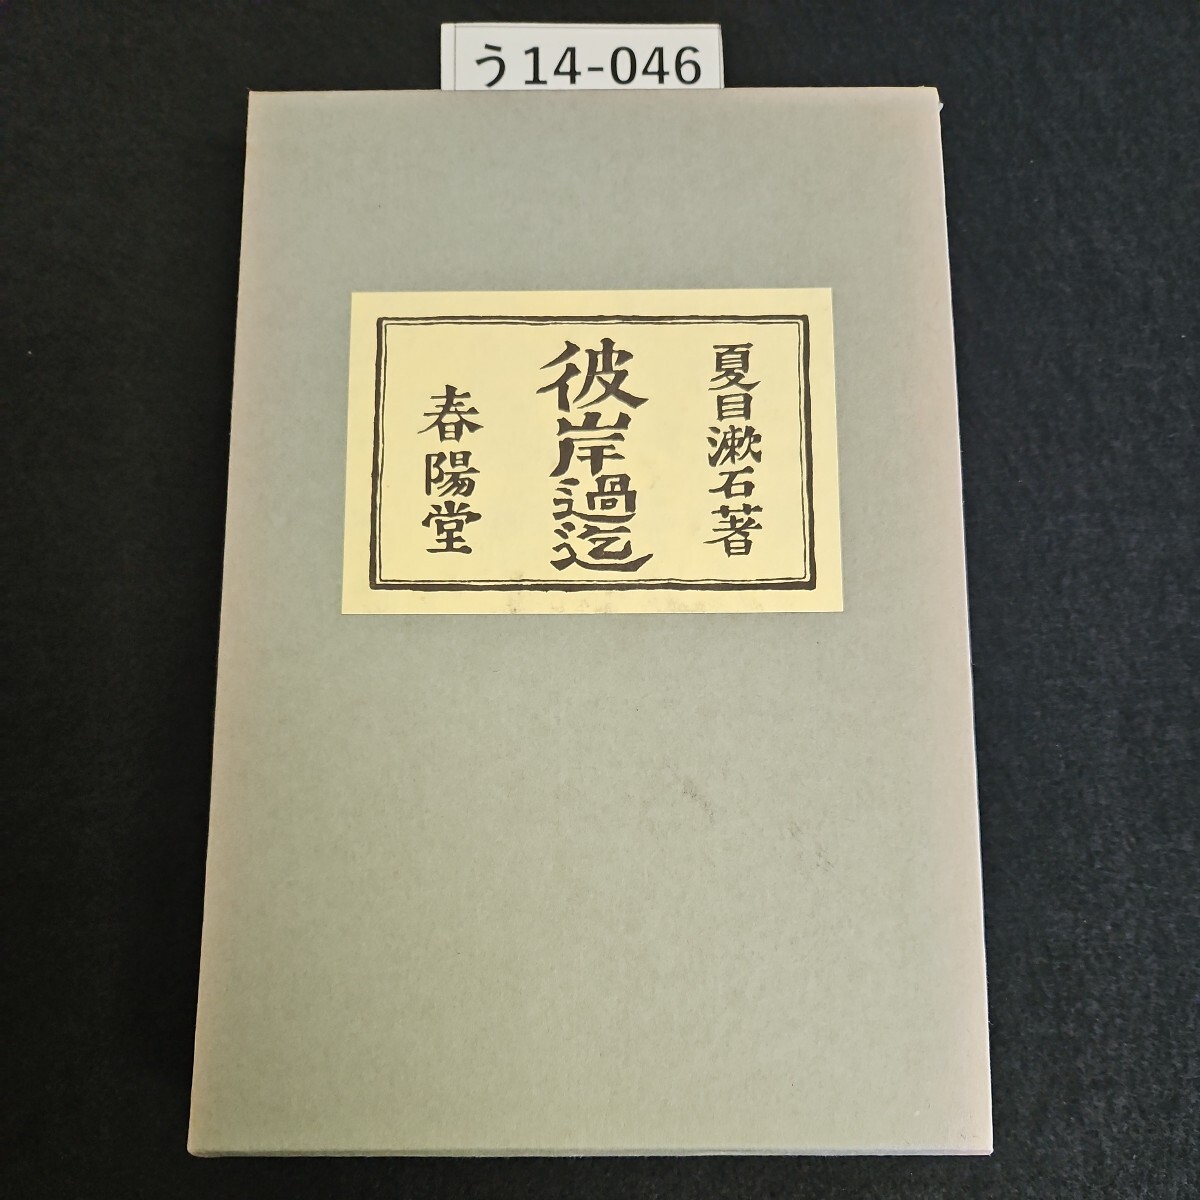 う14-046
夏目漱石著
彼岸過迄
春陽堂